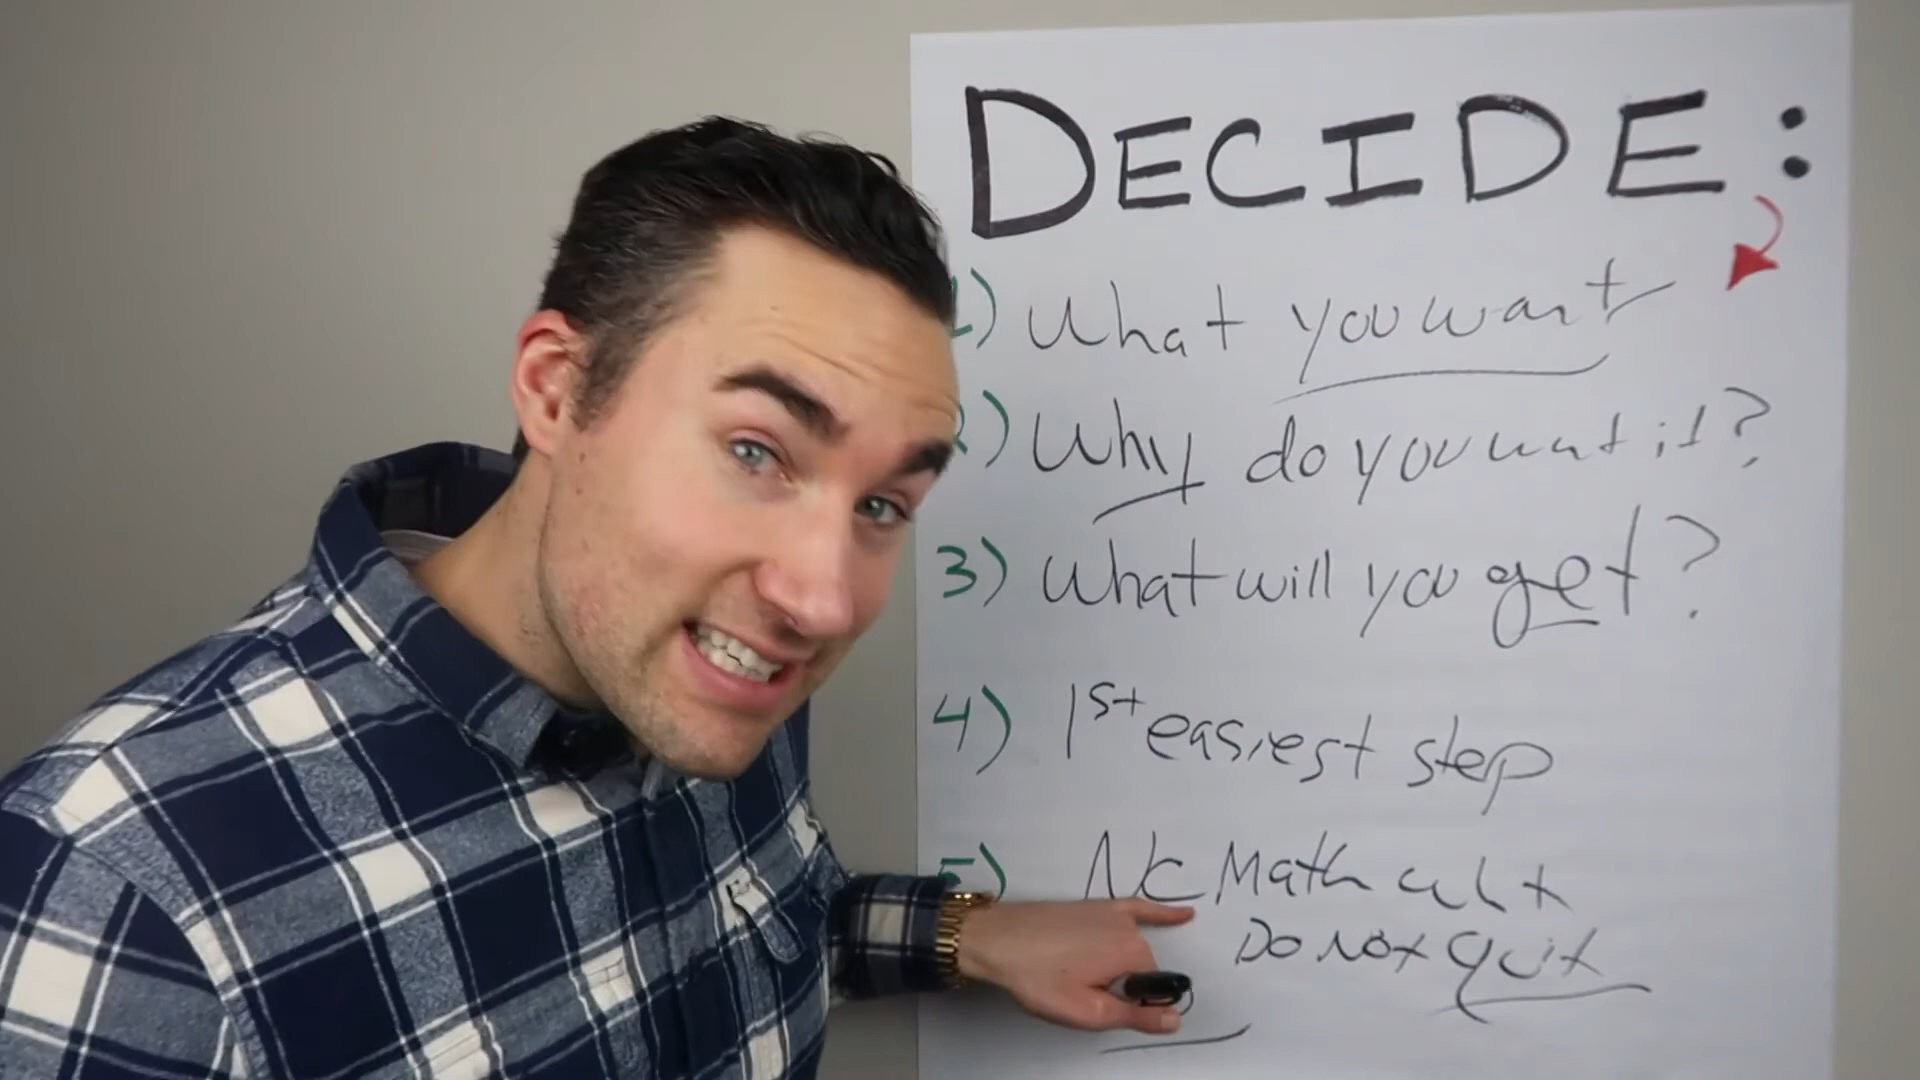 DECIDE:
1) What you want
2) Why do you want it?
3) What will you get?
4) 1st easiest step
5) No Math
Do Not Quit